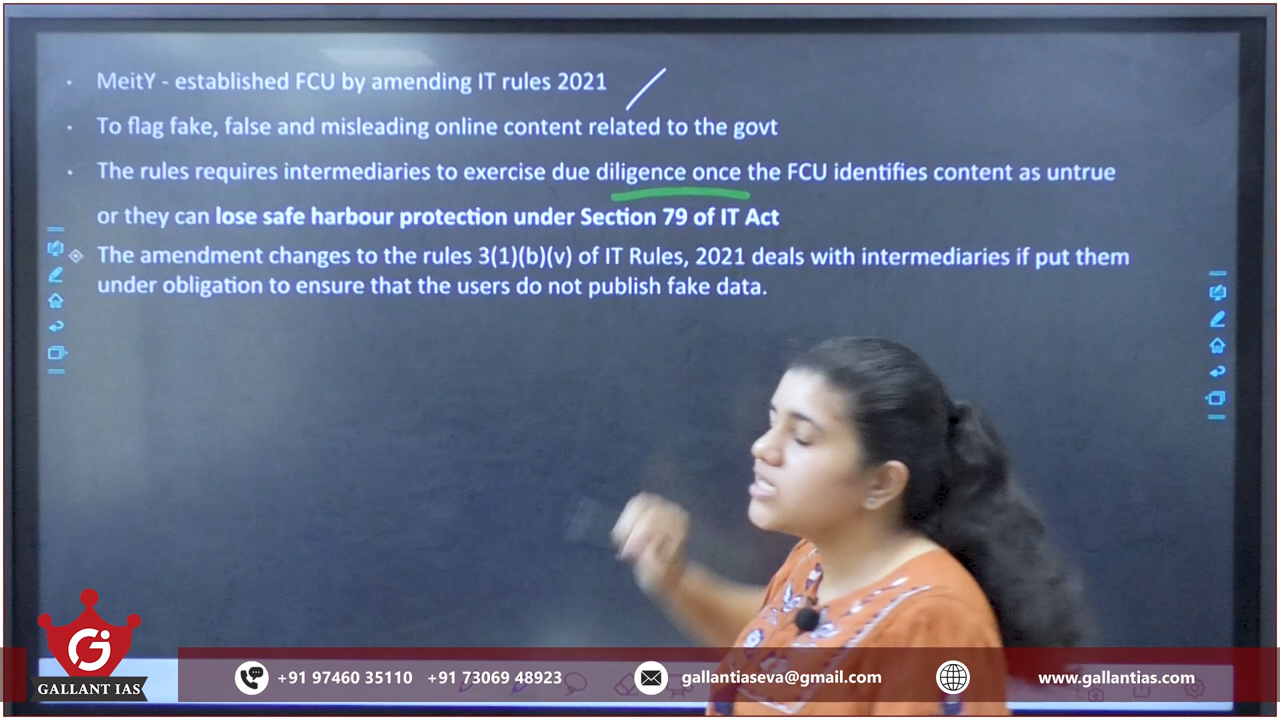 MeitY - established FCU by amending IT rules 2021
To flag fake, false and misleading online content related to the govt
The rules requires intermediaries to exercise due diligence once the FCU identifies content as untrue
or they can lose safe harbour protection under Section 79 of IT Act
The amendment changes to the rules 3(1)(b)(v) of IT Rules, 2021 deals with intermediaries if put them
under obligation to ensure that the users do not publish fake data.
Gi
GALLANT IAS
+91 97460 35110 +91 73069 48923
gallantiaseva@gmail.com
www.gallantias.com